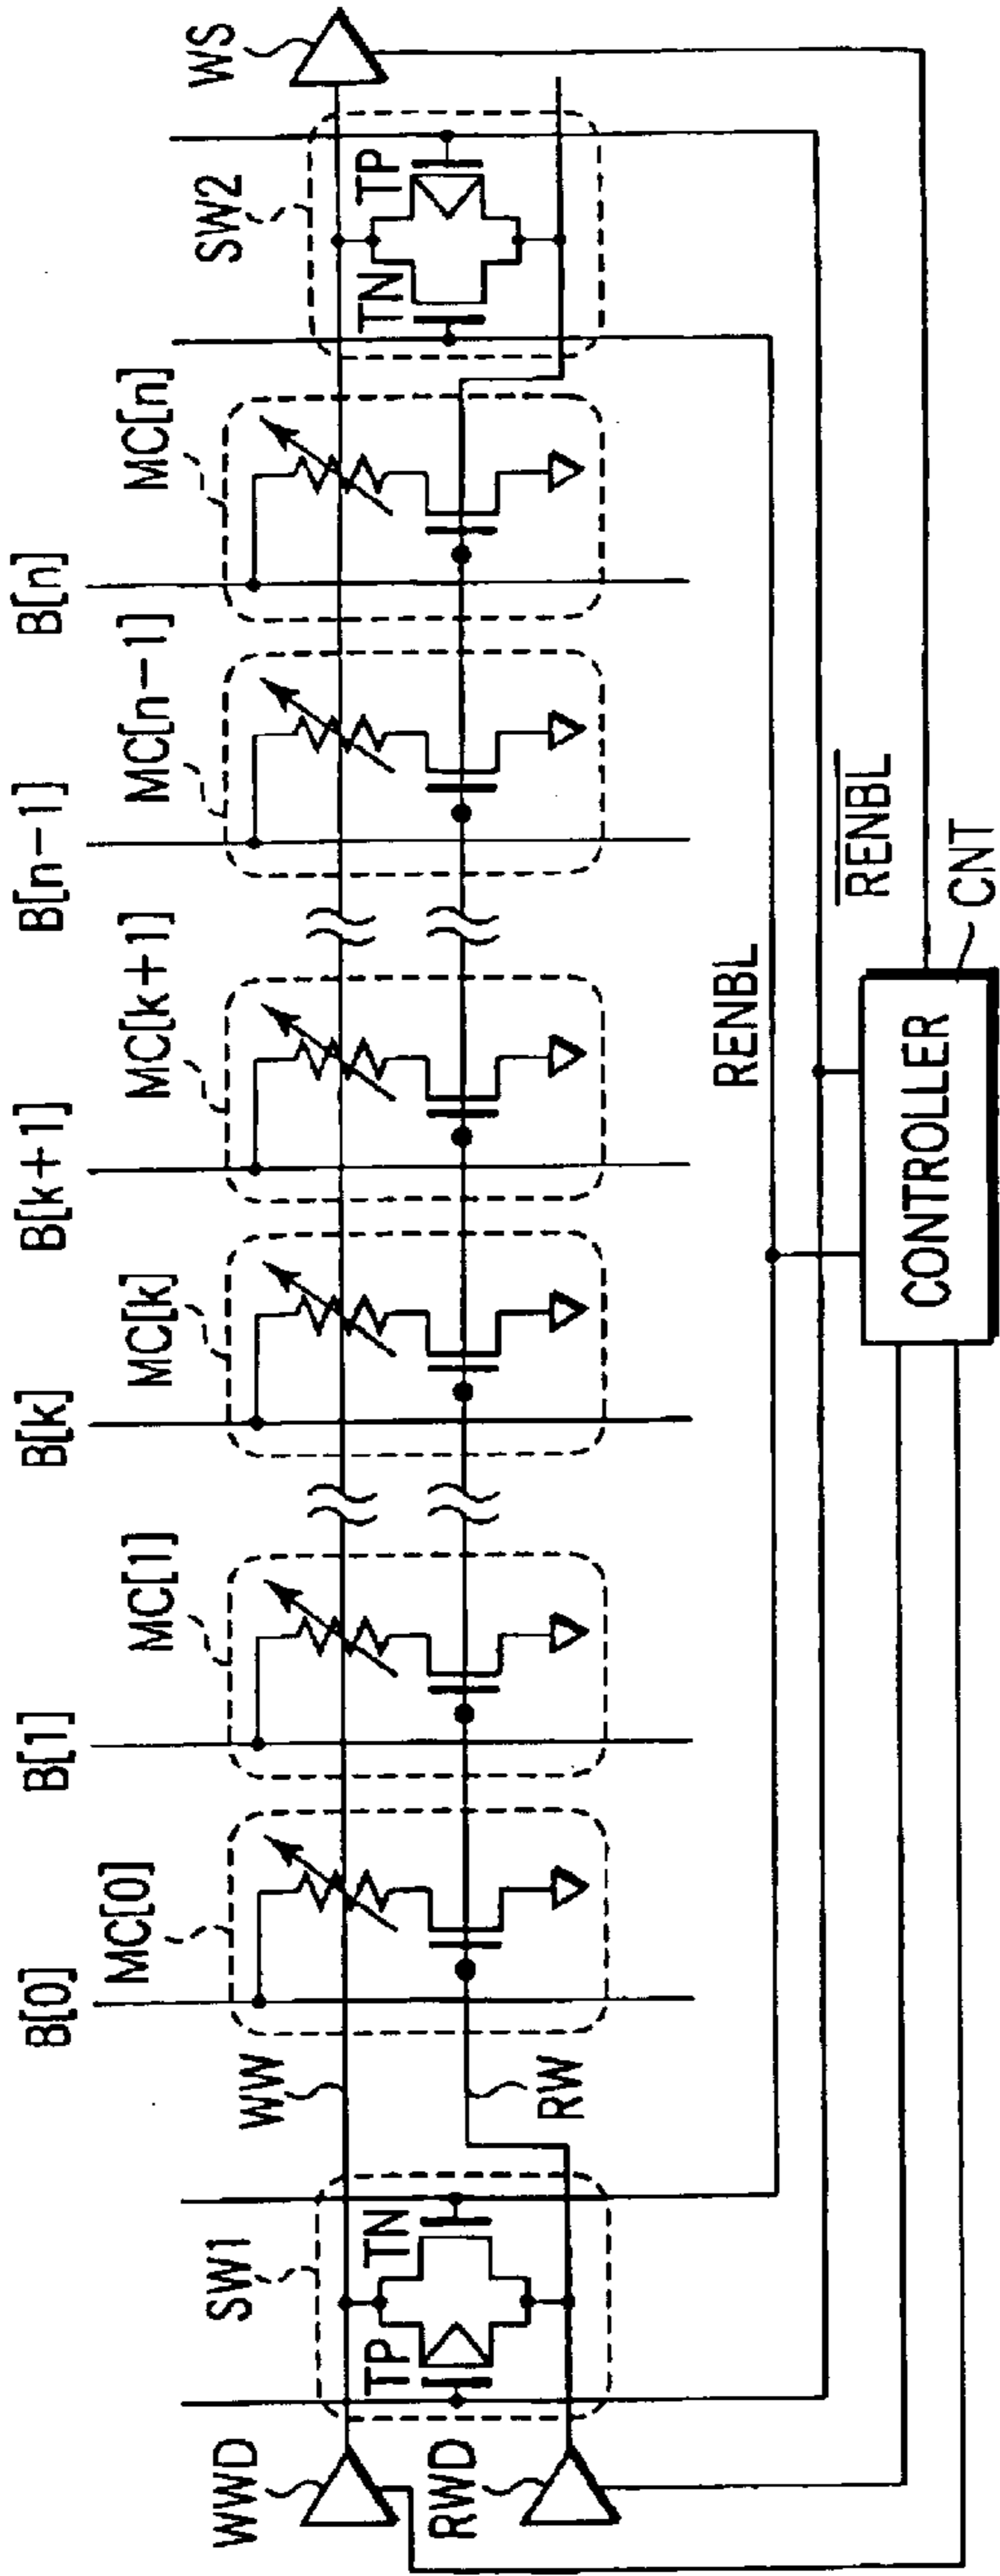 B[0]
B[1]
B[k]
B[k+1]
B[n-1]
B[n]
MC[0]
MC[1]
MC[k]
MC[k+1]
MC[n-1]
MC[n]
SW1
SW2
WWD
WW
WS
TP
TN
TN
TP
RWD
RW
RENBL
RENBL
CONTROLLER
CNT